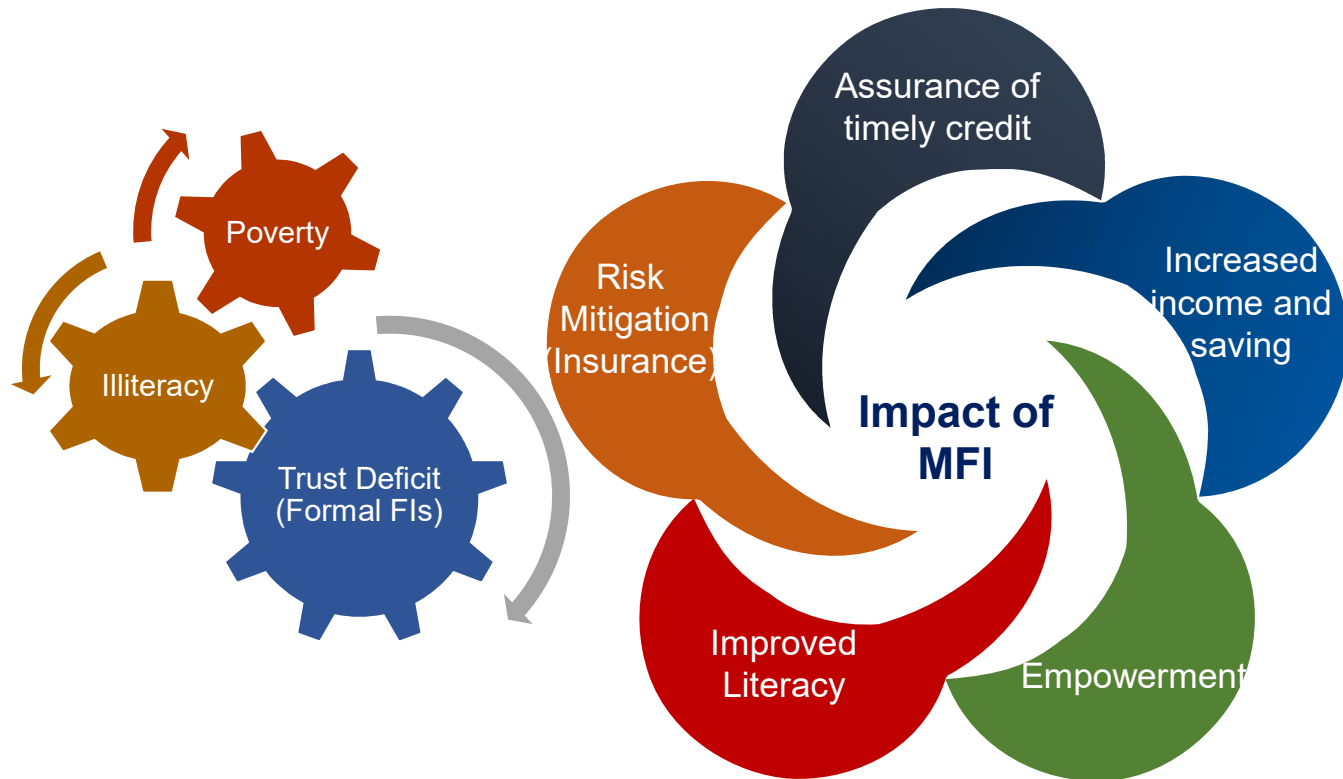 Poverty
Illiteracy
Trust Deficit
(Formal FIs)
Assurance of
timely credit
Increased
income and
saving
Empowerment
Improved
Literacy
Risk
Mitigation
(Insurance)
Impact of
MFI